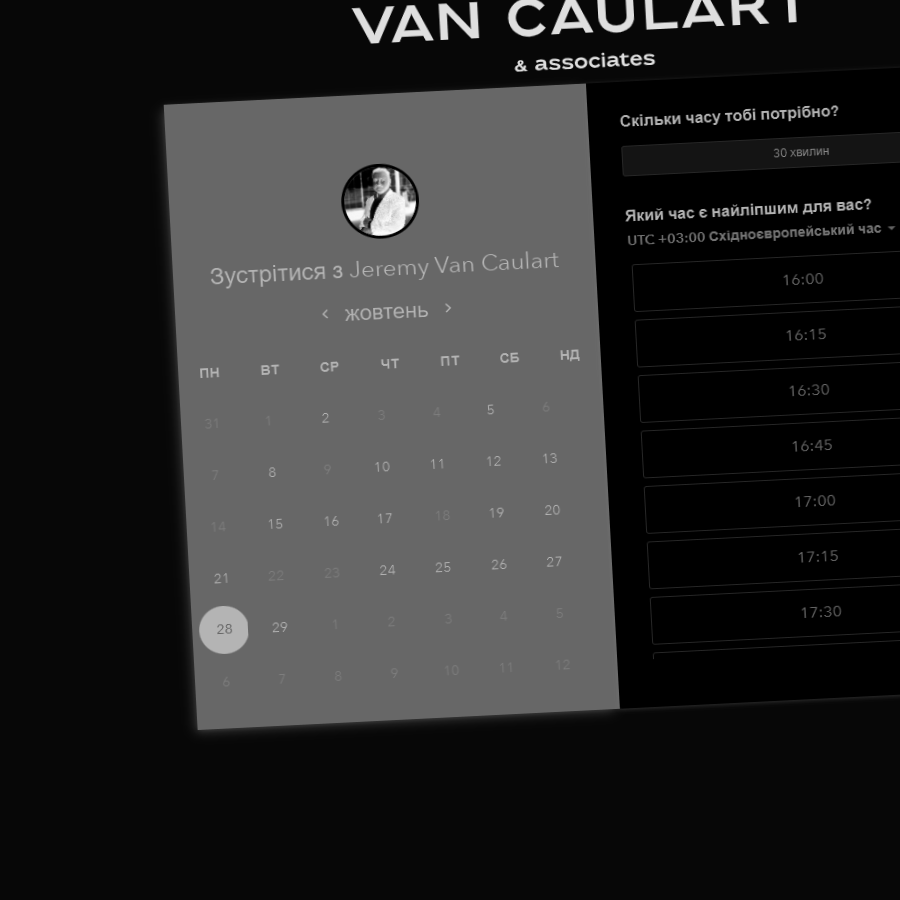 VAN CAULART
& associates
Зустрітися з Jeremy Van Caulart
‹ жовтень ›
ПН ВТ СР ЧТ ПТ СБ НД
31 1 2 3 4 5 6
7 8 9 10 11 12 13
14 15 16 17 18 19 20
21 22 23 24 25 26 27
28 29 1 2 3 4 5
6 7 8 9 10 11 12
Скільки часу тобі потрібно?
30 хвилин
Який час є найліпшим для вас?
UTC +03:00 Східноєвропейський час
16:00
16:15
16:30
16:45
17:00
17:15
17:30